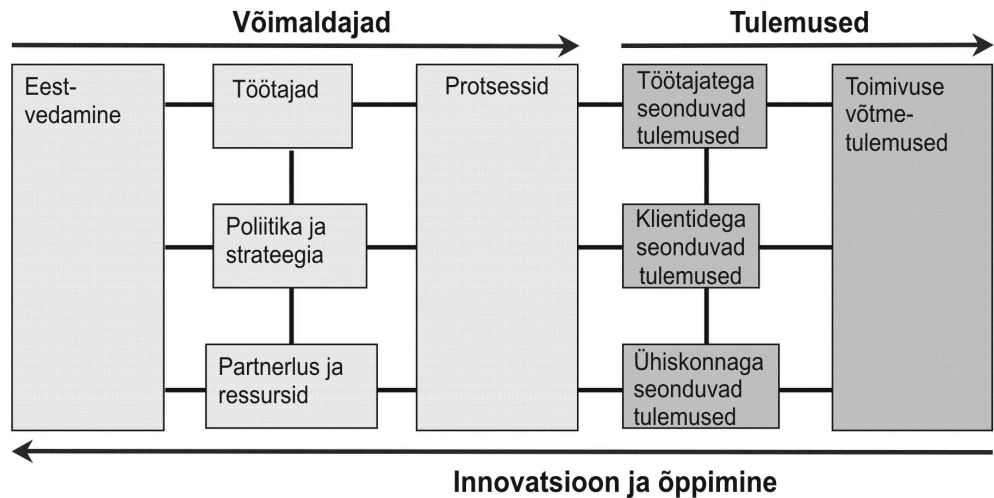 Võimaldajad
Tulemused
Eest-
vedamine
Töötajad
Protsessid
Töötajatega
seonduvad
tulemused
Toimivuse
võtme-
tulemused
Poliitika ja
strateegia
Klientidega
seonduvad
tulemused
Partnerlus ja
ressursid
Ühiskonnaga
seonduvad
tulemused
Innovatsioon ja õppimine